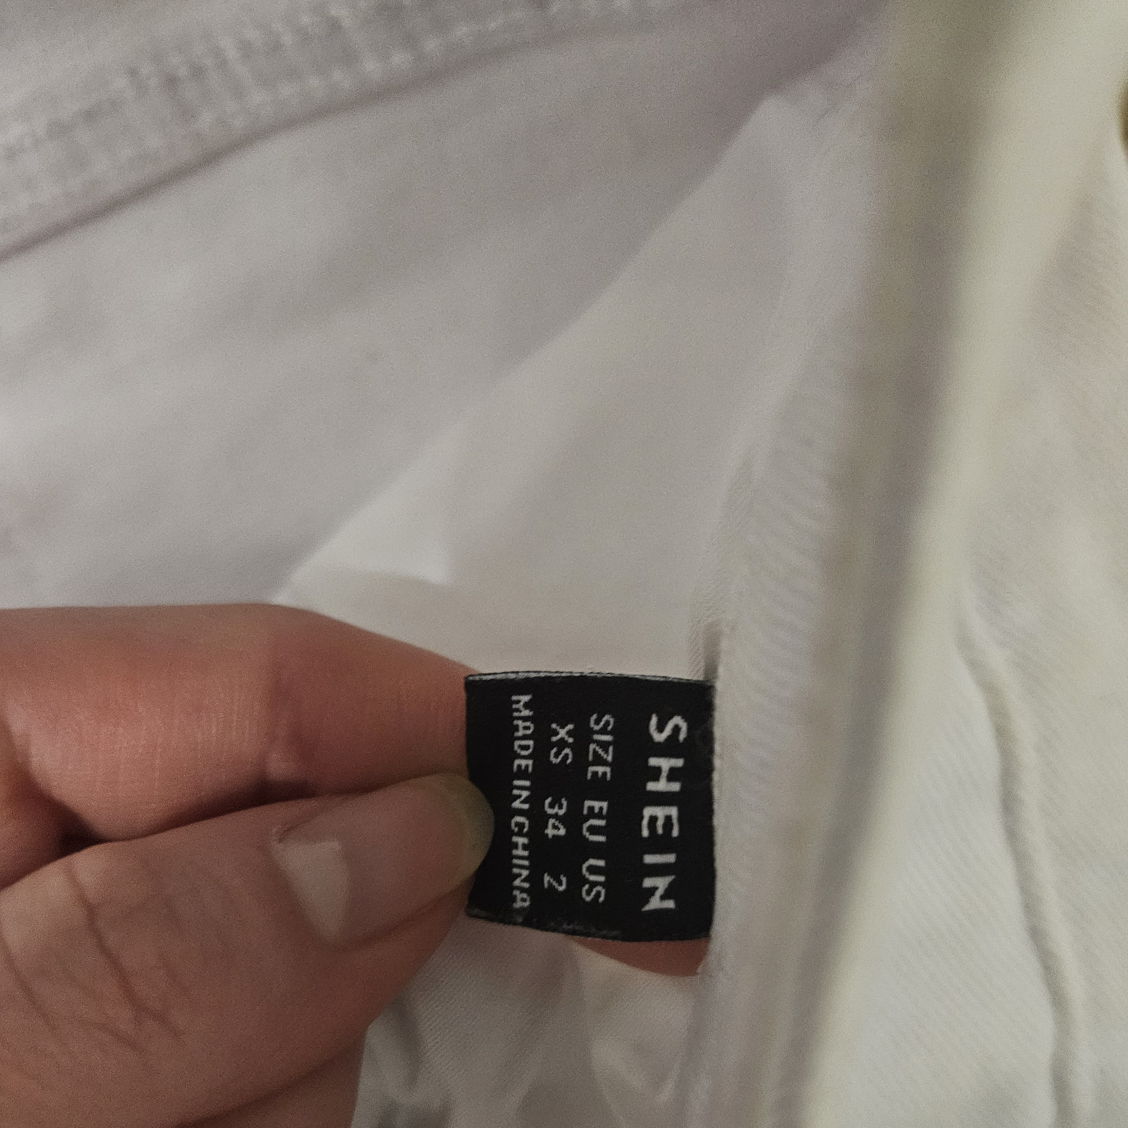 SHEIN
SIZE EU US
XS 34 2
MADE IN CHINA